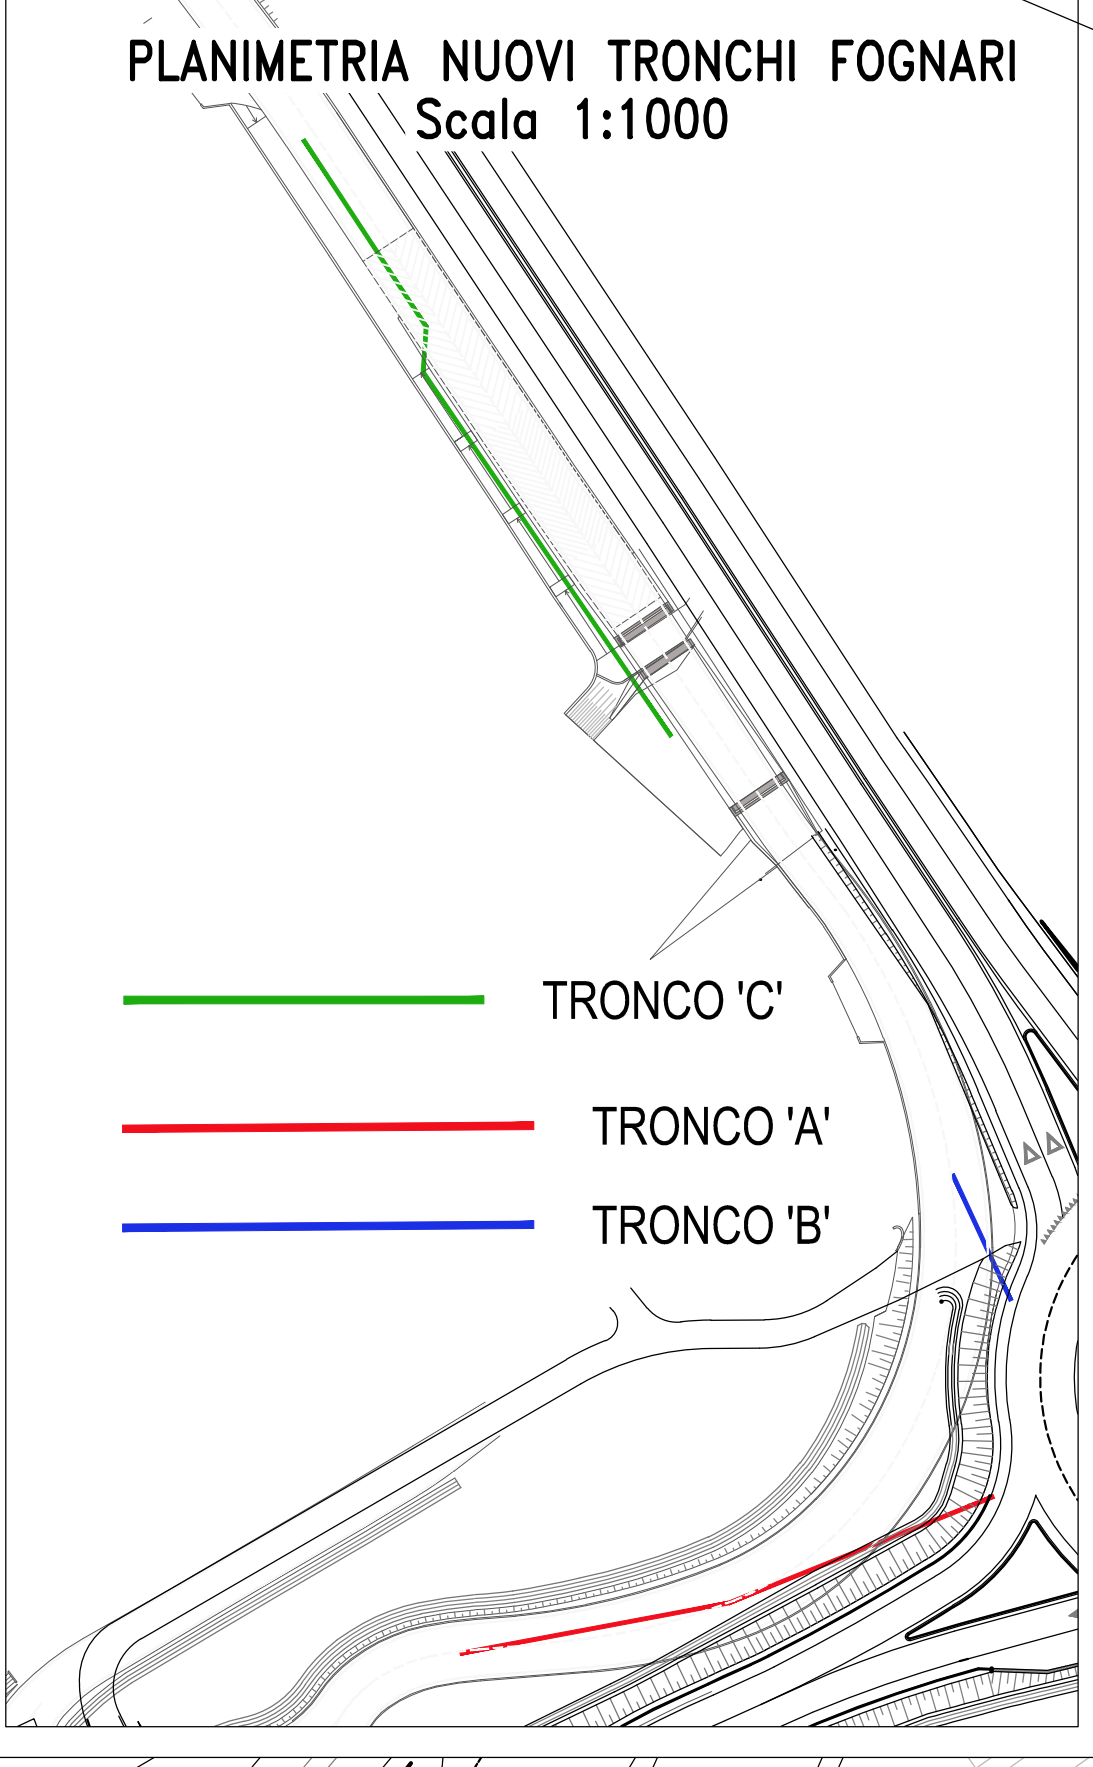 PLANIMETRIA NUOVI TRONCHI FOGNARI
Scala 1:1000
TRONCO 'C'
TRONCO 'A'
TRONCO 'B'